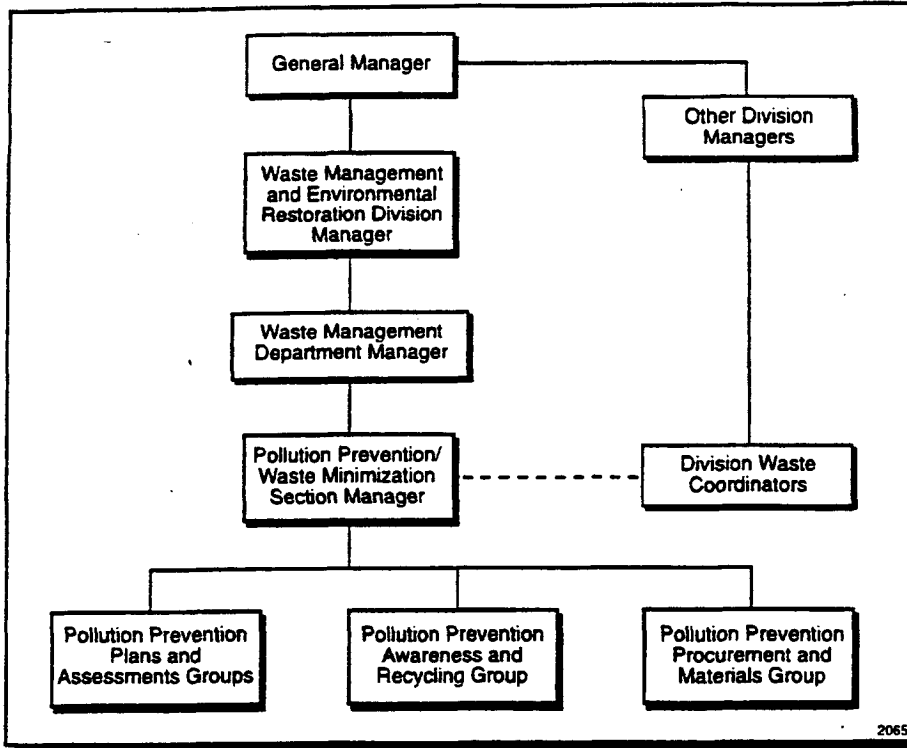 General Manager
Other Division
Managers
Waste Management
and Environmental
Restoration Division
Manager
Waste Management
Department Manager
Pollution Prevention/
Waste Minimization
Section Manager
Division Waste
Coordinators
Pollution Prevention
Plans and
Assessments Groups
Pollution Prevention
Awareness and
Recycling Group
Pollution Prevention
Procurement and
Materials Group
2065